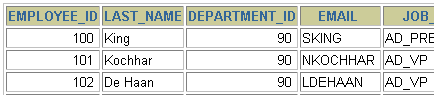 EMPLOYEE_ID LAST_NAME DEPARTMENT_ID EMAIL JOB_
100 King 90 SKING AD_PRE
101 Kochhar 90 NKOCHHAR AD_VP
102 De Haan 90 LDEHAAN AD_VP